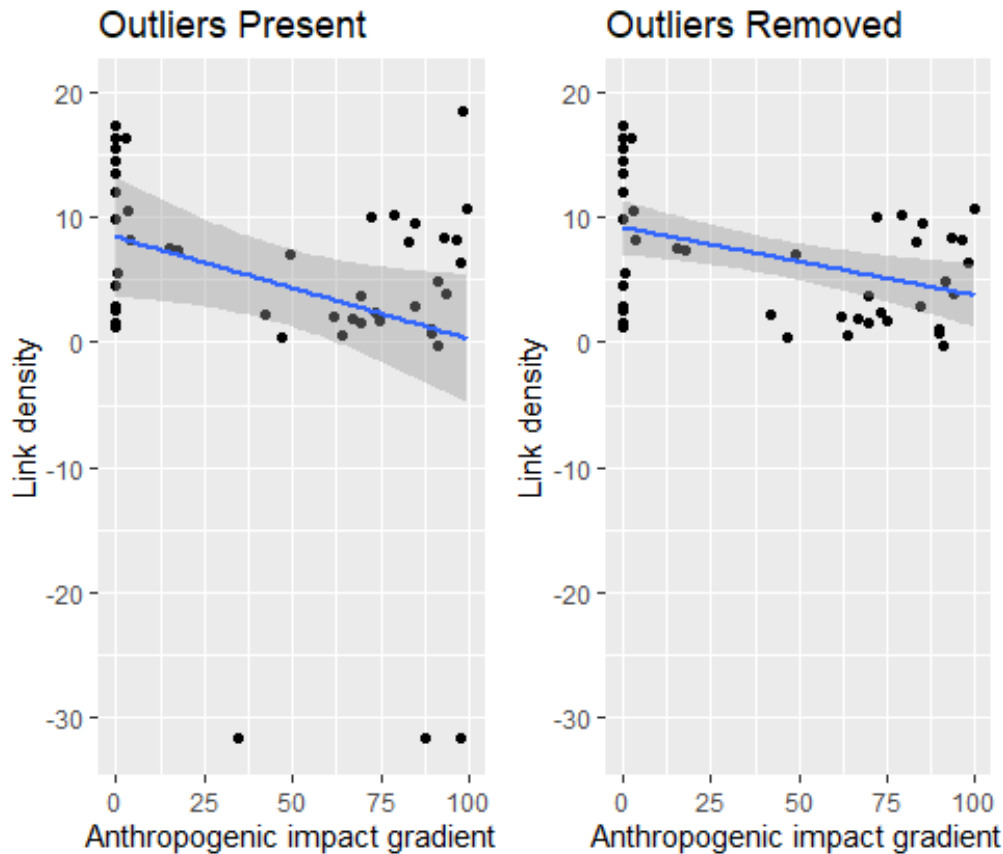 Outliers Present
Outliers Removed
20
10
0
-10
-20
-30
Link density
0 25 50 75 100
Anthropogenic impact gradient
20
10
0
-10
-20
-30
Link density
0 25 50 75 100
Anthropogenic impact gradient